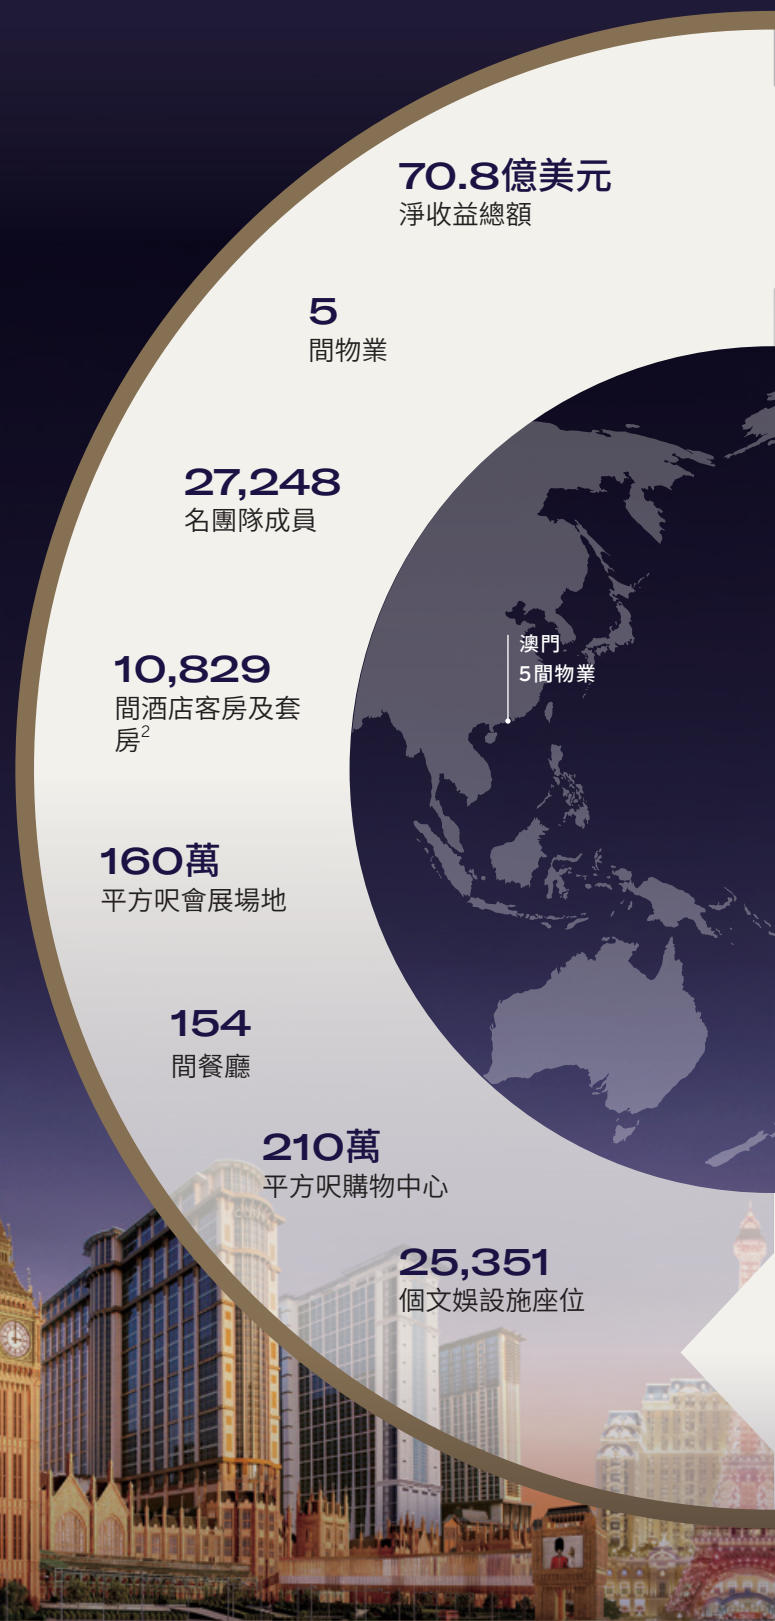 70.8億美元
淨收益總額
5
間物業
27,248
名團隊成員
澳門
5間物業
10,829
間酒店客房及套
房2
160萬
平方呎會展場地
154
間餐廳
210萬
平方呎購物中心
25,351
個文娛設施座位